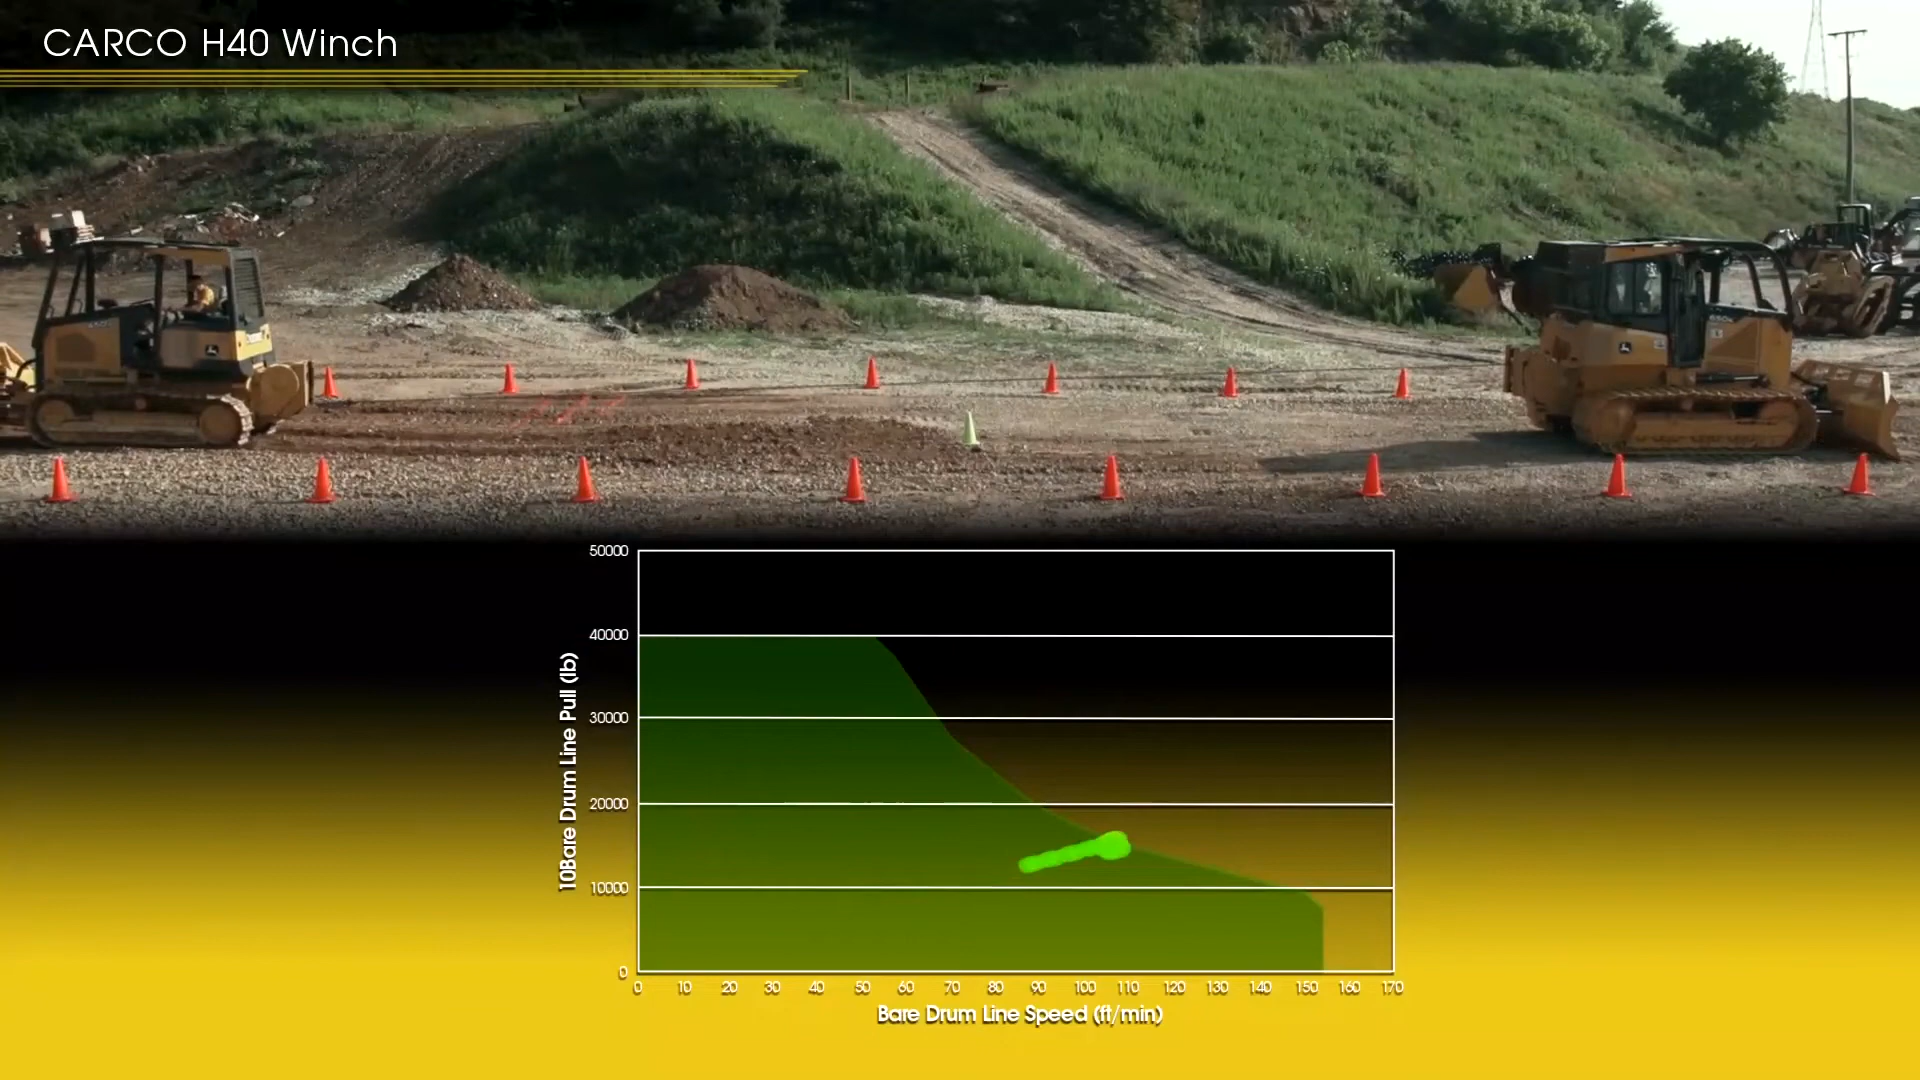 CARCO H40 Winch
50000
40000
30000
20000
10000
0
10Bare Drum Line Pull (lb)
0 10 20 30 40 50 60 70 80 90 100 110 120 130 140 150 160 170
Bare Drum Line Speed (ft/min)